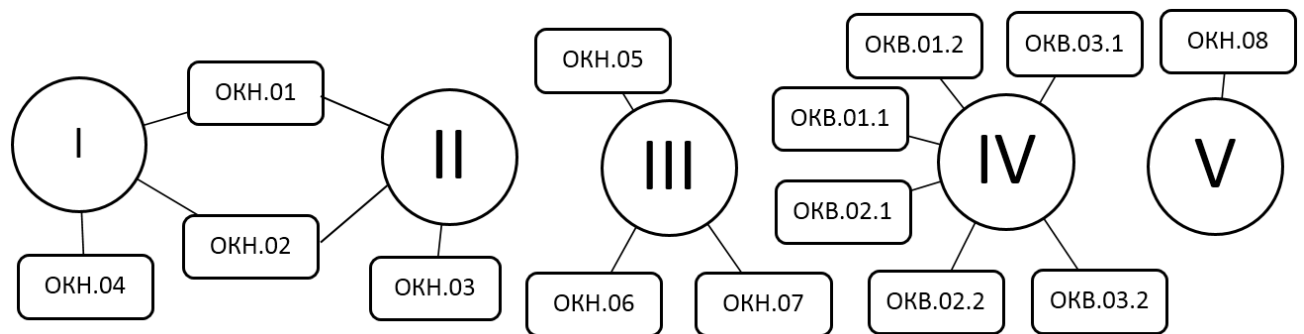 I
ОКН.01
ОКН.02
ОКН.04
II
ОКН.03
ОКН.05
III
ОКН.06
ОКН.07
ОКВ.01.2
ОКВ.03.1
ОКВ.01.1
IV
ОКВ.02.1
ОКВ.02.2
ОКВ.03.2
ОКН.08
V